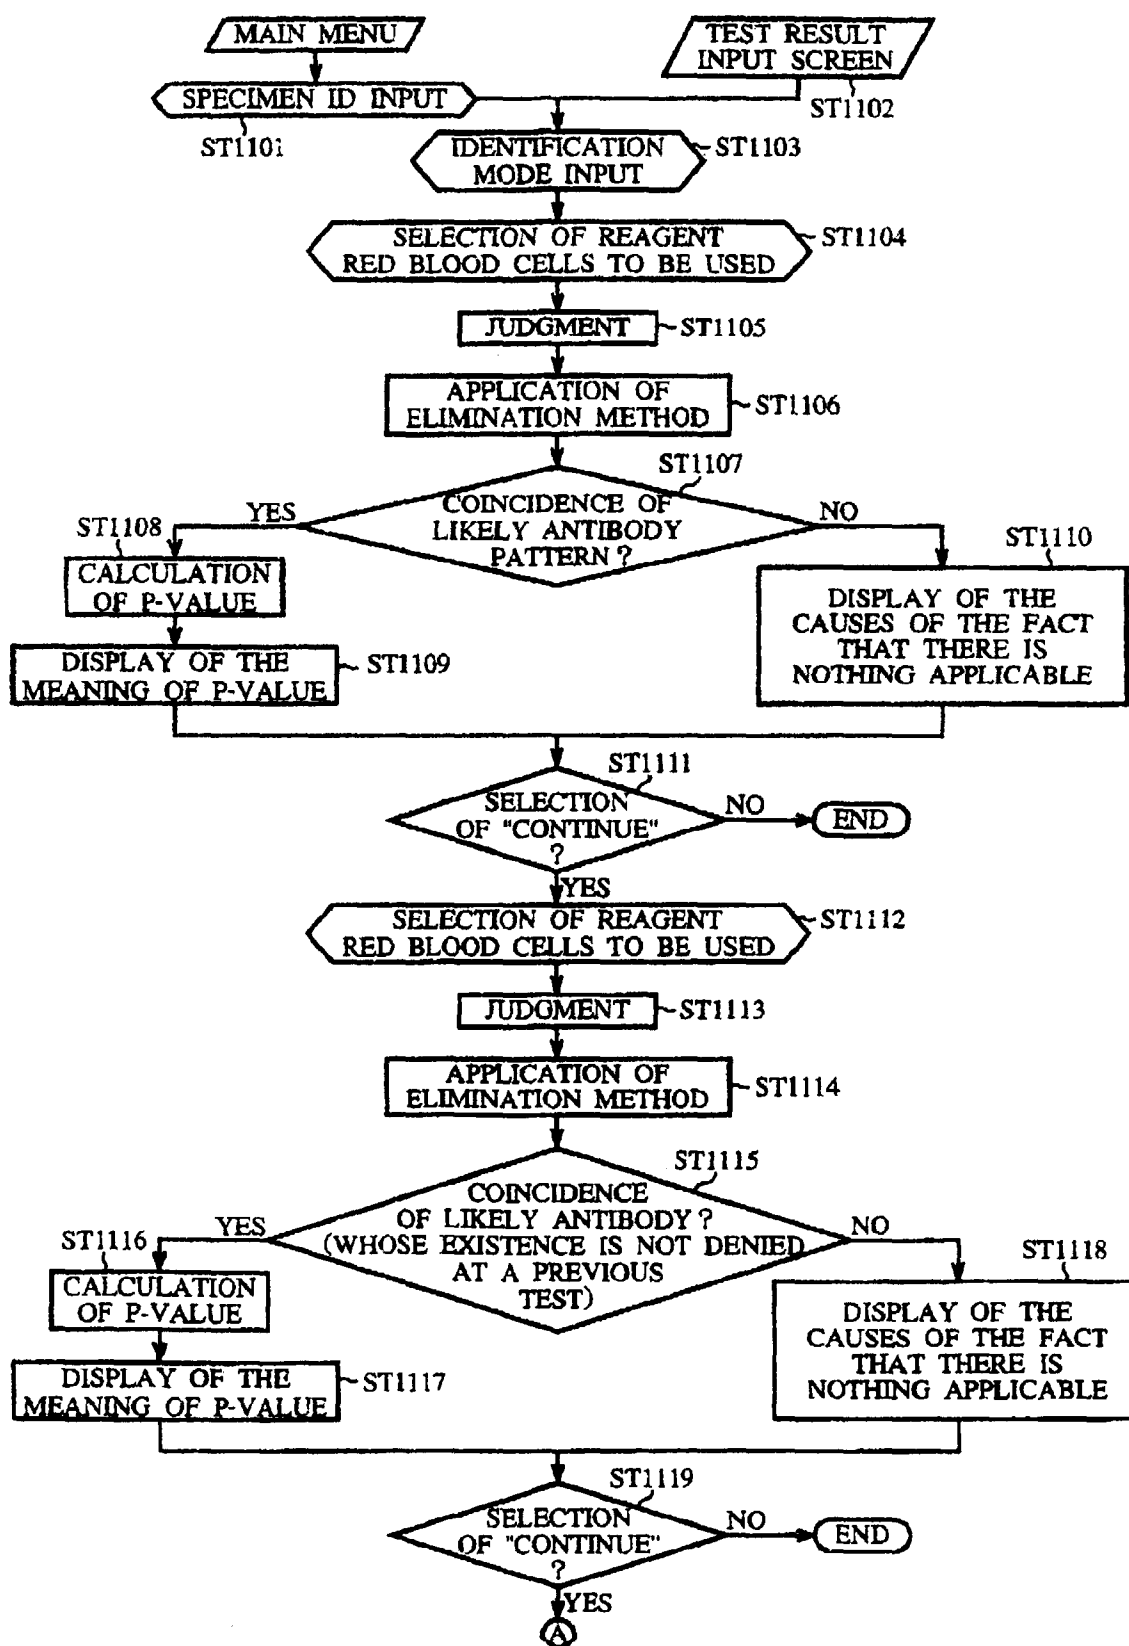 MAIN MENU
TEST RESULT
INPUT SCREEN
SPECIMEN ID INPUT
ST1101
ST1102
IDENTIFICATION
MODE INPUT
ST1103
SELECTION OF REAGENT
RED BLOOD CELLS TO BE USED
ST1104
JUDGMENT
ST1105
APPLICATION OF
ELIMINATION METHOD
ST1106
ST1107
COINCIDENCE OF
LIKELY ANTIBODY
PATTERN?
YES
NO
ST1108
CALCULATION
OF P-VALUE
ST1109
DISPLAY OF THE
MEANING OF P-VALUE
ST1110
DISPLAY OF THE
CAUSES OF THE FACT
THAT THERE IS
NOTHING APPLICABLE
ST1111
SELECTION
OF "CONTINUE"
?
NO
END
YES
SELECTION OF REAGENT
RED BLOOD CELLS TO BE USED
ST1112
JUDGMENT
ST1113
APPLICATION OF
ELIMINATION METHOD
ST1114
ST1115
COINCIDENCE
OF LIKELY ANTIBODY?
(WHOSE EXISTENCE IS NOT DENIED
AT A PREVIOUS
TEST)
YES
NO
ST1116
CALCULATION
OF P-VALUE
DISPLAY OF THE
MEANING OF P-VALUE
ST1117
ST1118
DISPLAY OF THE
CAUSES OF THE FACT
THAT THERE IS
NOTHING APPLICABLE
ST1119
SELECTION
OF "CONTINUE"
?
NO
END
YES
A